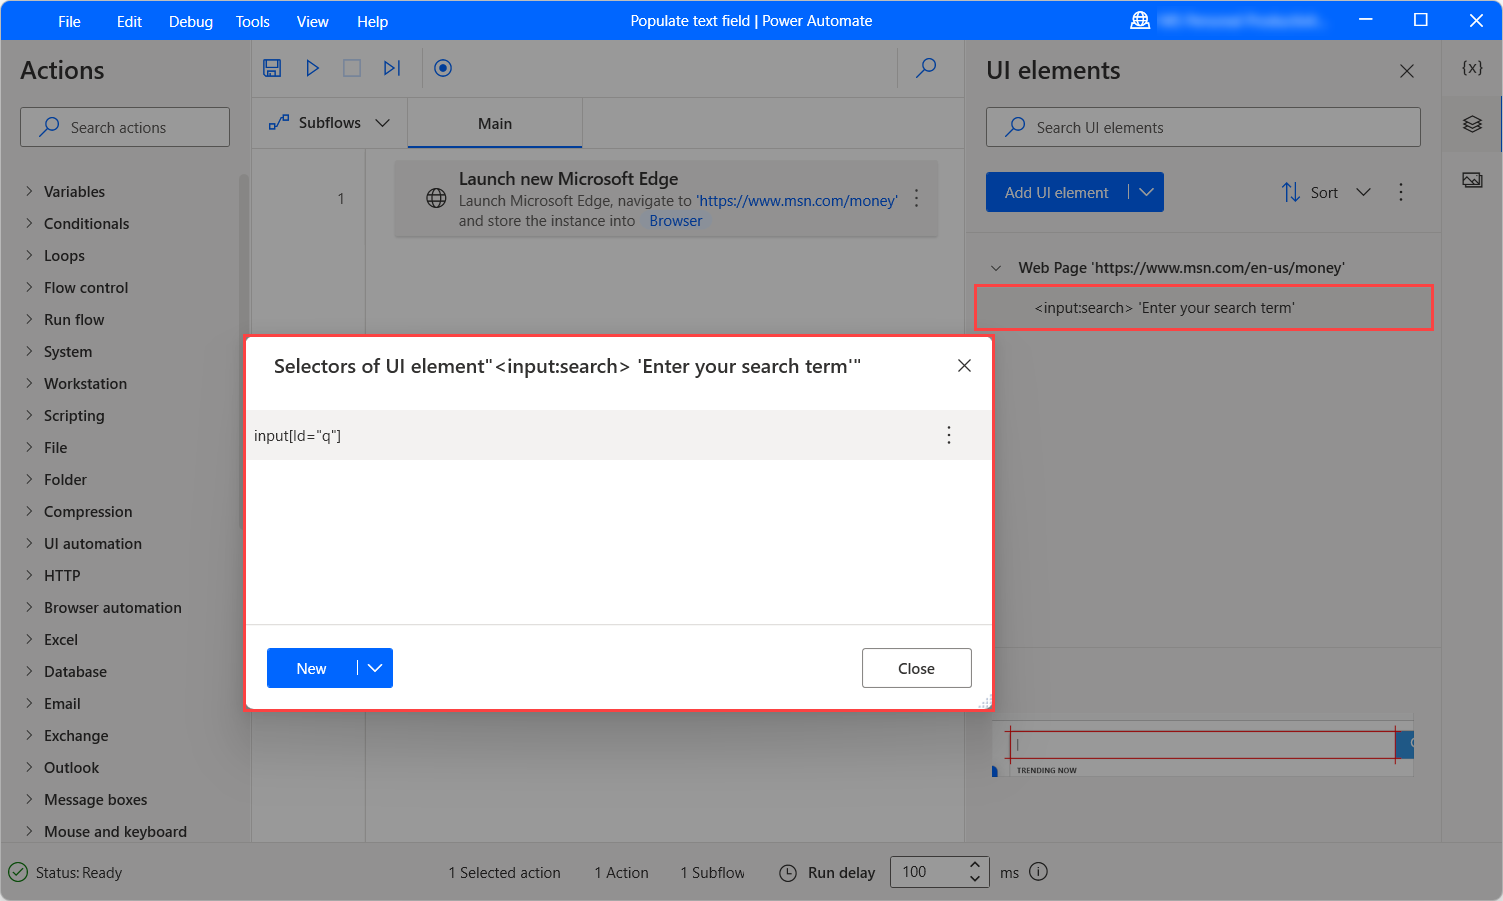 File Edit Debug Tools View Help Populate text field | Power Automate
Actions
Search actions
Variables
Conditionals
Loops
Flow control
Run flow
System
Workstation
Scripting
File
Folder
Compression
UI automation
HTTP
Browser automation
Excel
Database
Email
Exchange
Outlook
Message boxes
Mouse and keyboard
Subflows Main
1
Launch new Microsoft Edge
Launch Microsoft Edge, navigate to 'https://www.msn.com/money'
and store the instance into Browser
UI elements
{x}
Search UI elements
Add UI element Sort
Web Page 'https://www.msn.com/en-us/money'
<input:search> 'Enter your search term'
Selectors of UI element"<input:search> 'Enter your search term'"
input[Id="q"]
New Close
TRENDING NOW
Status: Ready 1 Selected action 1 Action 1 Subflow Run delay 100 ms